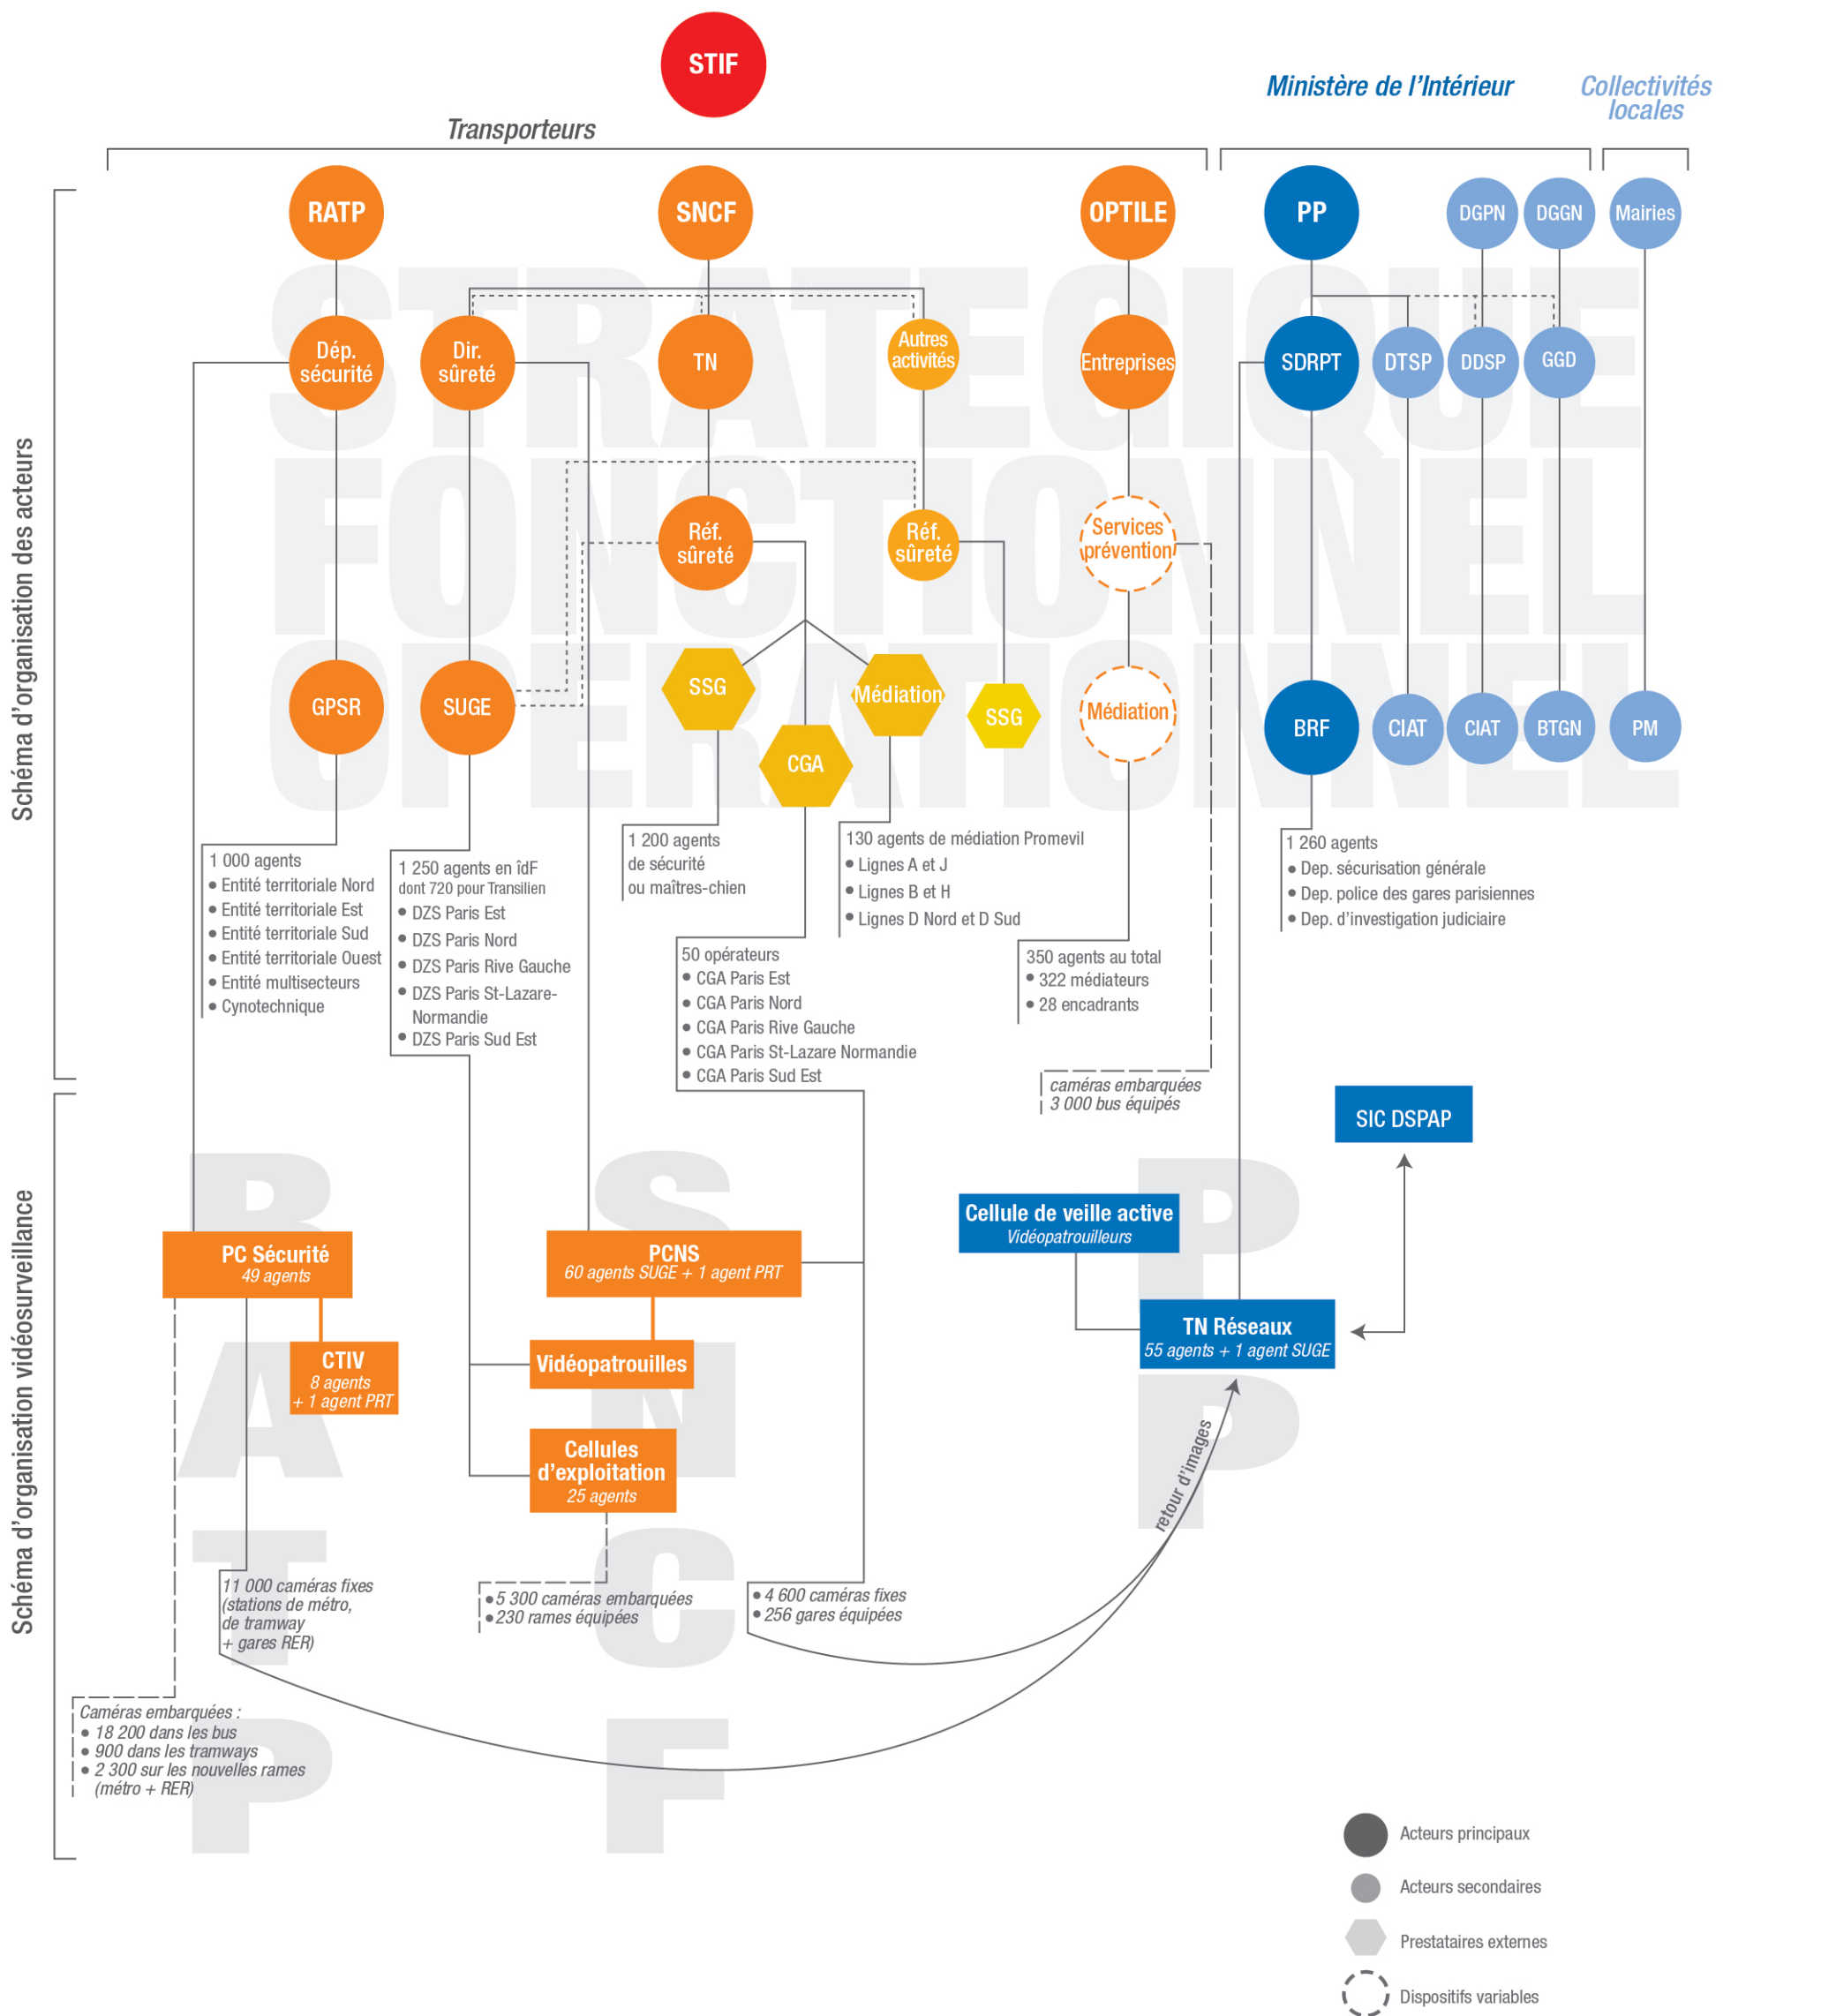 STIF
Transporteurs
Ministère de l’Intérieur
Collectivités
locales
RATP
SNCF
OPTILE
PP
DGPN
DGGN
Mairies
STRATEGIQUE
FONCTIONNEL
OPERATIONNEL
Schéma d’organisation des acteurs
Dép.
sécurité
Dir.
sûreté
TN
Autres
activités
Entreprises
SDRPT
DTSP
DDSP
GGD
Réf.
sûreté
Réf.
sûreté
Services
prévention
GPSR
SUGE
SSG
CGA
Médiation
SSG
Médiation
BRF
CIAT
CIAT
BTGN
PM
1 000 agents
• Entité territoriale Nord
• Entité territoriale Est
• Entité territoriale Sud
• Entité territoriale Ouest
• Entité multisecteurs
• Cynotechnique
1 250 agents en îdF
dont 720 pour Transilien
• DZS Paris Est
• DZS Paris Nord
• DZS Paris Rive Gauche
• DZS Paris St-Lazare-
Normandie
• DZS Paris Sud Est
1 200 agents
de sécurité
ou maîtres-chien
130 agents de médiation Promevil
• Lignes A et J
• Lignes B et H
• Lignes D Nord et D Sud
50 opérateurs
• CGA Paris Est
• CGA Paris Nord
• CGA Paris Rive Gauche
• CGA Paris St-Lazare Normandie
• CGA Paris Sud Est
350 agents au total
• 322 médiateurs
• 28 encadrants
caméras embarquées
3 000 bus équipés
1 260 agents
• Dep. sécurisation générale
• Dep. police des gares parisiennes
• Dep. d’investigation judiciaire
Schéma d’organisation vidéosurveillance
RATP
SNCF
PP
SIC DSPAP
Cellule de veille active
Vidéopatrouilleurs
TN Réseaux
55 agents + 1 agent SUGE
PC Sécurité
49 agents
CTIV
8 agents
+ 1 agent PRT
PCNS
60 agents SUGE + 1 agent PRT
Vidéopatrouilles
Cellules
d’exploitation
25 agents
retour d’images
11 000 caméras fixes
(stations de métro,
de tramway
+ gares RER)
• 5 300 caméras embarquées
• 230 rames équipées
• 4 600 caméras fixes
• 256 gares équipées
Caméras embarquées :
• 18 200 dans les bus
• 900 dans les tramways
• 2 300 sur les nouvelles rames
(métro + RER)
Acteurs principaux
Acteurs secondaires
Prestataires externes
Dispositifs variables